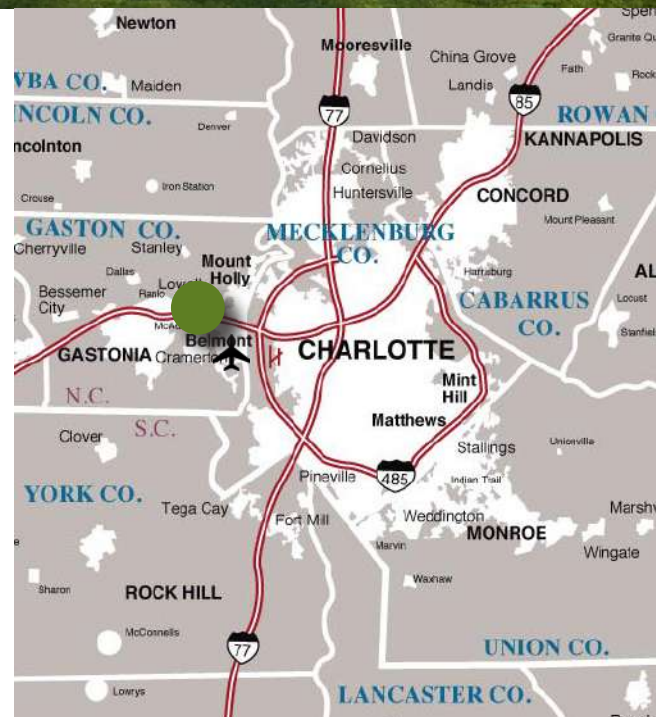 Newton
Mooresville
China Grove
Landis
Faith
VBA CO.
Maiden
77
85
ROWAN
NCOLN CO.
Denver
Davidson
KANNAPOLIS
ncolnton
Cornelius
Iron Station
Huntersville
CONCORD
Crouse
Mount Pleasant
GASTON CO.
MECKLENBURG
CO.
Cherryville
Stanley
Mount
Holly
Dallas
Harrisburg
AL
Bessemer
City
Ranlo
CABARRUS
CO.
Locust
Belmont
CHARLOTTE
GASTONIA
Mint
Hill
N.C.
S.C.
Matthews
Clover
Stallings
Unionville
Pineville
485
Indian Trail
YORK CO.
Tega Cay
Fort Mill
Weddington
MONROE
Marvin
Wingate
Waxhaw
Sharon
ROCK HILL
McConnells
77
UNION CO.
Lowrys
LANCASTER CO.